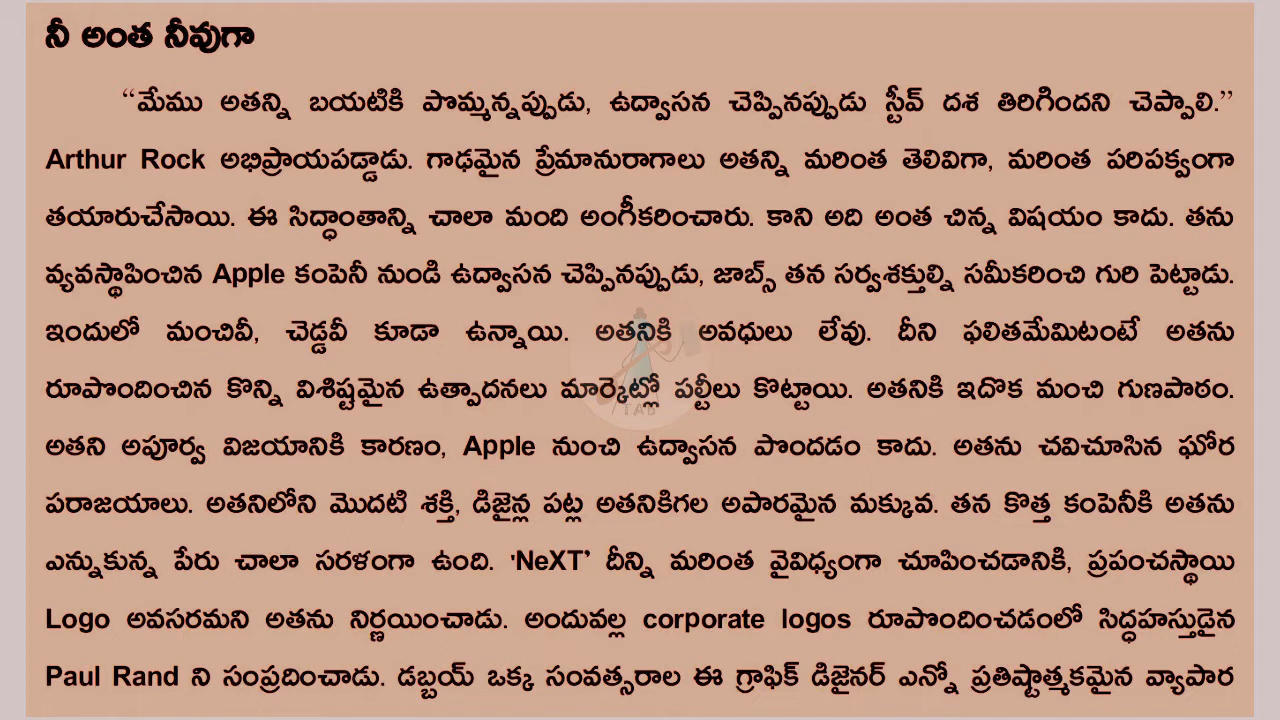 నీ అంత నీవుగా
“మేము అతన్ని బయటికి పొమ్మన్నప్పుడు, ఉద్వాసన చెప్పినప్పుడు స్టీవ్ దశ తిరిగిందని చెప్పాలి.”
Arthur Rock అభిప్రాయపడ్డాడు. గాఢమైన ప్రేమానురాగాలు అతన్ని మరింత తెలివిగా, మరింత పరిపక్వంగా
తయారుచేసాయి. ఈ సిద్ధాంతాన్ని చాలా మంది అంగీకరించారు. కాని అది అంత చిన్న విషయం కాదు. తను
వ్యవస్థాపించిన Apple కంపెనీ నుండి ఉద్వాసన చెప్పినప్పుడు, జాబ్స్ తన సర్వశక్తుల్ని సమీకరించి గురి పెట్టాడు.
ఇందులో మంచివీ, చెడ్డవీ కూడా ఉన్నాయి. అతనికి అవధులు లేవు. దీని ఫలితమేమిటంటే అతను
రూపొందించిన కొన్ని విశిష్టమైన ఉత్పాదనలు మార్కెట్లో పల్టీలు కొట్టాయి. అతనికి ఇదొక మంచి గుణపాఠం.
అతని అపూర్వ విజయానికి కారణం, Apple నుంచి ఉద్వాసన పొందడం కాదు. అతను చవిచూసిన ఘోర
పరాజయాలు. అతనిలోని మొదటి శక్తి, డిజైన్ల పట్ల అతనికిగల అపారమైన మక్కువ. తన కొత్త కంపెనీకి అతను
ఎన్నుకున్న పేరు చాలా సరళంగా ఉంది. 'NeXT’ దీన్ని మరింత వైవిధ్యంగా చూపించడానికి, ప్రపంచస్థాయి
Logo అవసరమని అతను నిర్ణయించాడు. అందువల్ల corporate logos రూపొందించడంలో సిద్ధహస్తుడైన
Paul Rand ని సంప్రదించాడు. డబ్బయ్ ఒక్క సంవత్సరాల ఈ గ్రాఫిక్ డిజైనర్ ఎన్నో ప్రతిష్టాత్మకమైన వ్యాపార
TAB